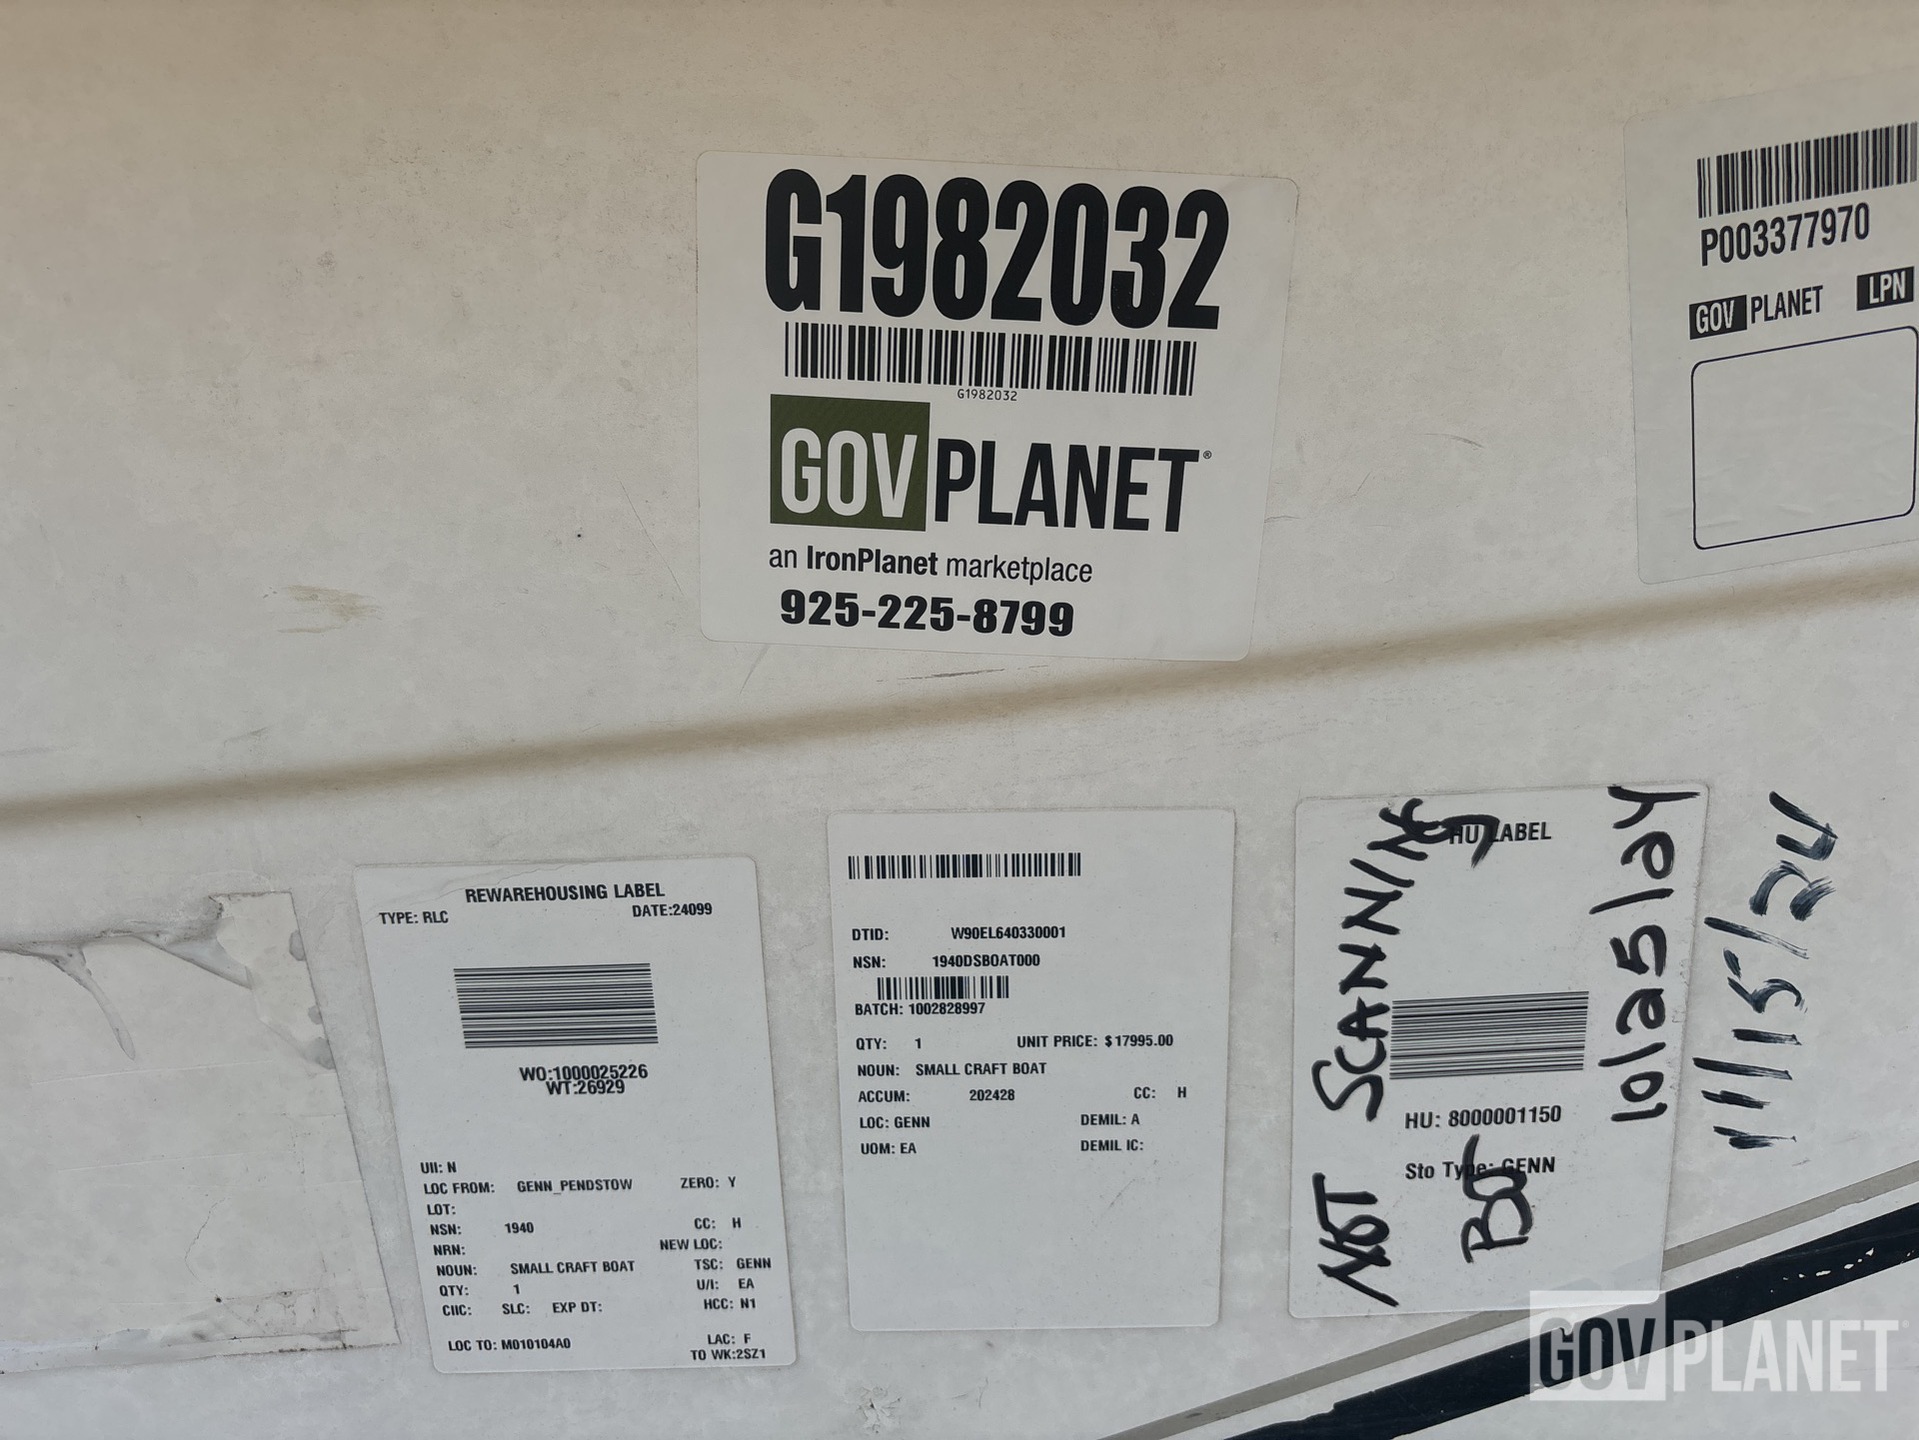 G1982032
G1982032
GOVPLANET®
an IronPlanet marketplace
925-225-8799
P003377970
GOV PLANET LPN
REWAREHOUSING LABEL
TYPE: RLC DATE:24099
WO:1000025226
WT:26929
UII: N
LOC FROM: GENN_PENDSTOW ZERO: Y
LOT:
NSN: 1940 CC: H
NRN: NEW LOC:
NOUN: SMALL CRAFT BOAT TSC: GENN
QTY: 1 U/I: EA
CIIC: SLC: EXP DT: HCC: N1
LOC TO: M010104A0 LAC: F
TO WK:2SZ1
DTID: W90EL640330001
NSN: 1940DSBOAT000
BATCH: 1002828997
QTY: 1 UNIT PRICE: $17995.00
NOUN: SMALL CRAFT BOAT
ACCUM: 202428 CC: H
LOC: GENN DEMIL: A
UOM: EA DEMIL IC:
HU LABEL
HU: 8000001150
Sto Type: GENN
NOT SCANNING
10/25/24
11/15/24
GOVPLANET®